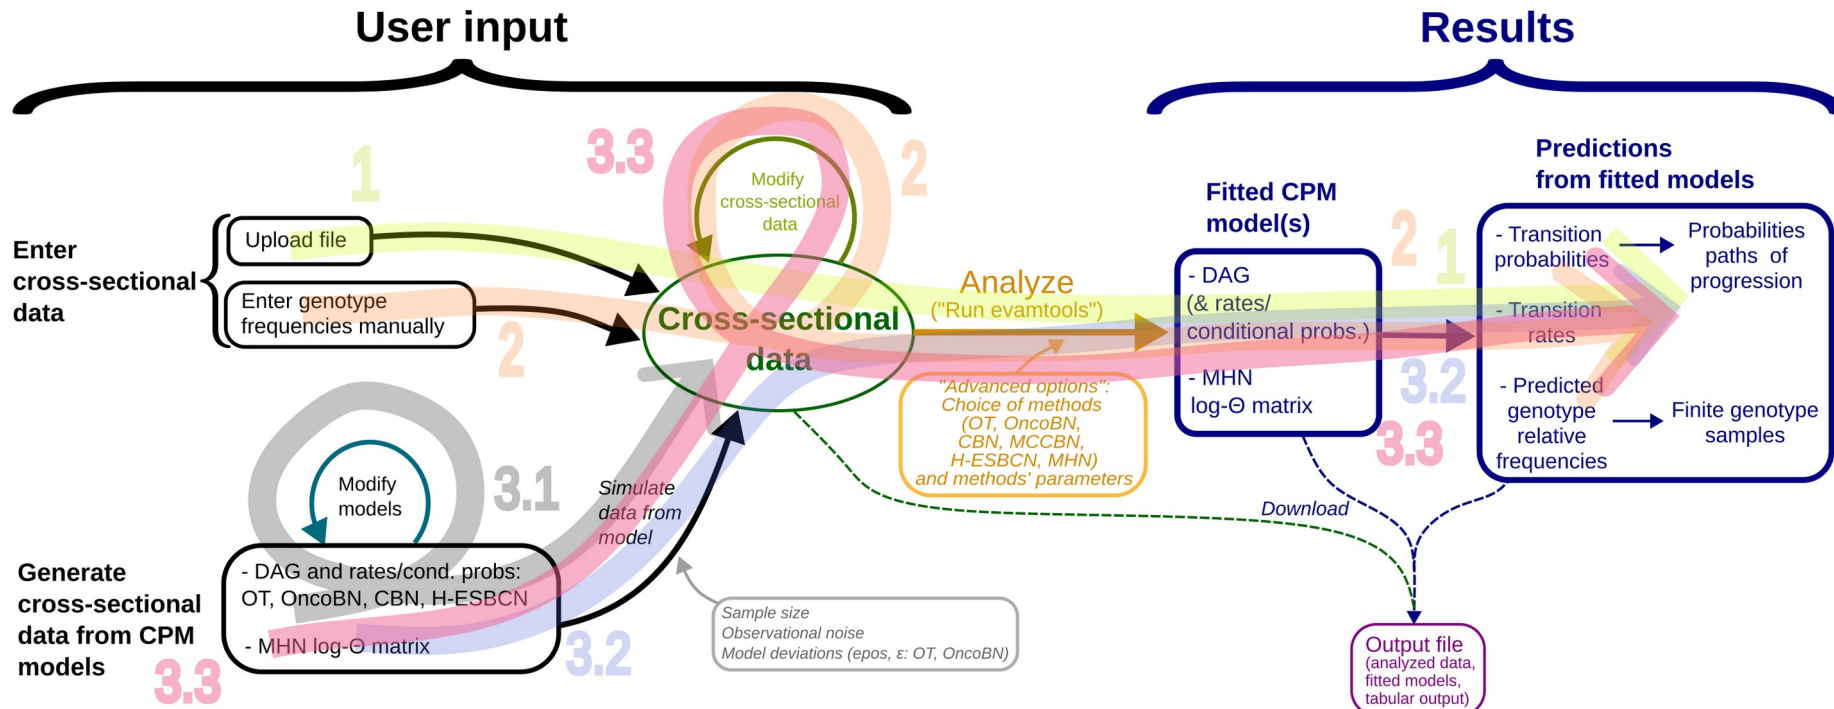 User input
Results
1
3.3
2
Modify
cross-sectional
data
Predictions
from fitted models
Fitted CPM
model(s)
2
1
Enter
cross-sectional
data
Upload file
Enter genotype
frequencies manually
2
Cross-sectional
data
Analyze
("Run evamtools")
"Advanced options":
Choice of methods
(OT, OncoBN,
CBN, MCCBN,
H-ESBCN, MHN)
and methods' parameters
- DAG
(& rates/
conditional probs.)
- MHN
log-Θ matrix
3.2
3.3
- Transition
probabilities
Probabilities
paths of
progression
- Transition
rates
- Predicted
genotype
relative
frequencies
Finite genotype
samples
Modify
models
3.1
Simulate
data from
model
Download
Generate
cross-sectional
data from CPM
models
- DAG and rates/cond. probs:
OT, OncoBN, CBN, H-ESBCN
- MHN log-Θ matrix
3.3
3.2
Sample size
Observational noise
Model deviations (epos, ε: OT, OncoBN)
Output file
(analyzed data,
fitted models,
tabular output)